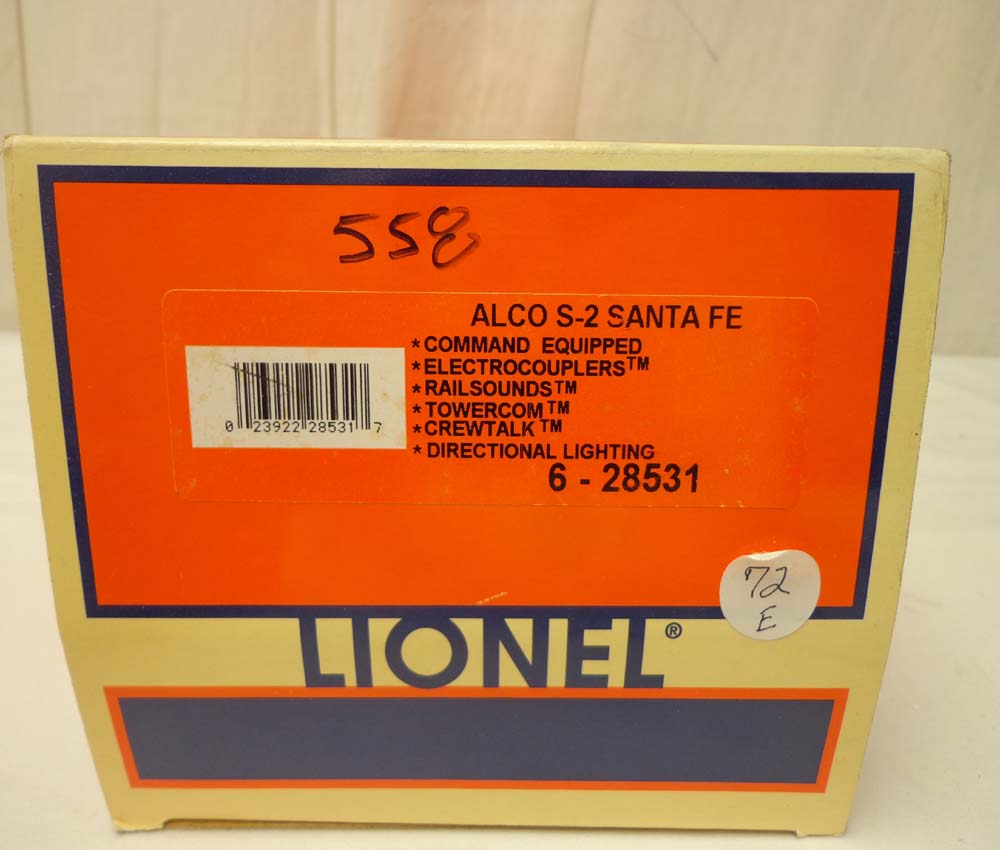 558
ALCO S-2 SANTA FE
*COMMAND EQUIPPED
*ELECTROCOUPLERS™
*RAILSOUNDS™
*TOWERCOM™
*CREWTALK™
*DIRECTIONAL LIGHTING
6 - 28531
0 23922 28531 7
72
E
LIONEL®